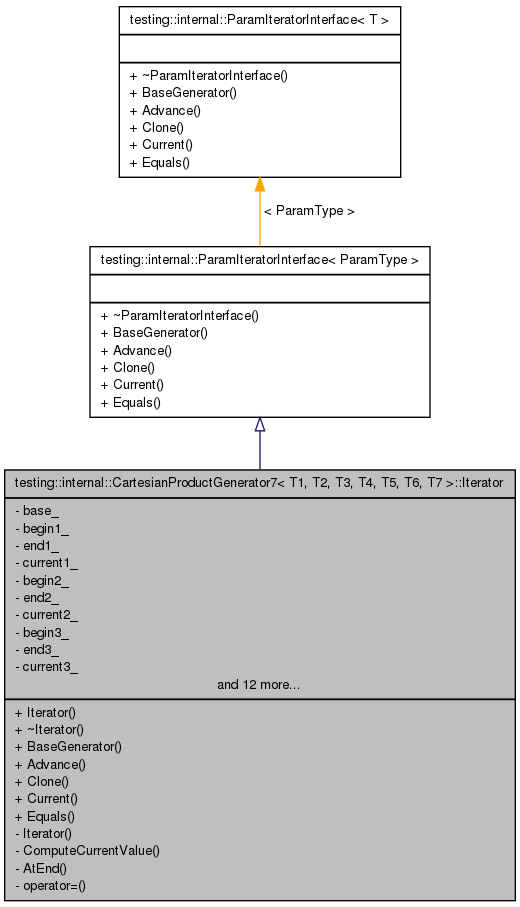 testing::internal::ParamIteratorInterface< T >
+ ~ParamIteratorInterface()
+ BaseGenerator()
+ Advance()
+ Clone()
+ Current()
+ Equals()
< ParamType >
testing::internal::ParamIteratorInterface< ParamType >
+ ~ParamIteratorInterface()
+ BaseGenerator()
+ Advance()
+ Clone()
+ Current()
+ Equals()
testing::internal::CartesianProductGenerator7< T1, T2, T3, T4, T5, T6, T7 >::Iterator
- base_
- begin1_
- end1_
- current1_
- begin2_
- end2_
- current2_
- begin3_
- end3_
- current3_
and 12 more...
+ Iterator()
+ ~Iterator()
+ BaseGenerator()
+ Advance()
+ Clone()
+ Current()
+ Equals()
- Iterator()
- ComputeCurrentValue()
- AtEnd()
- operator=()